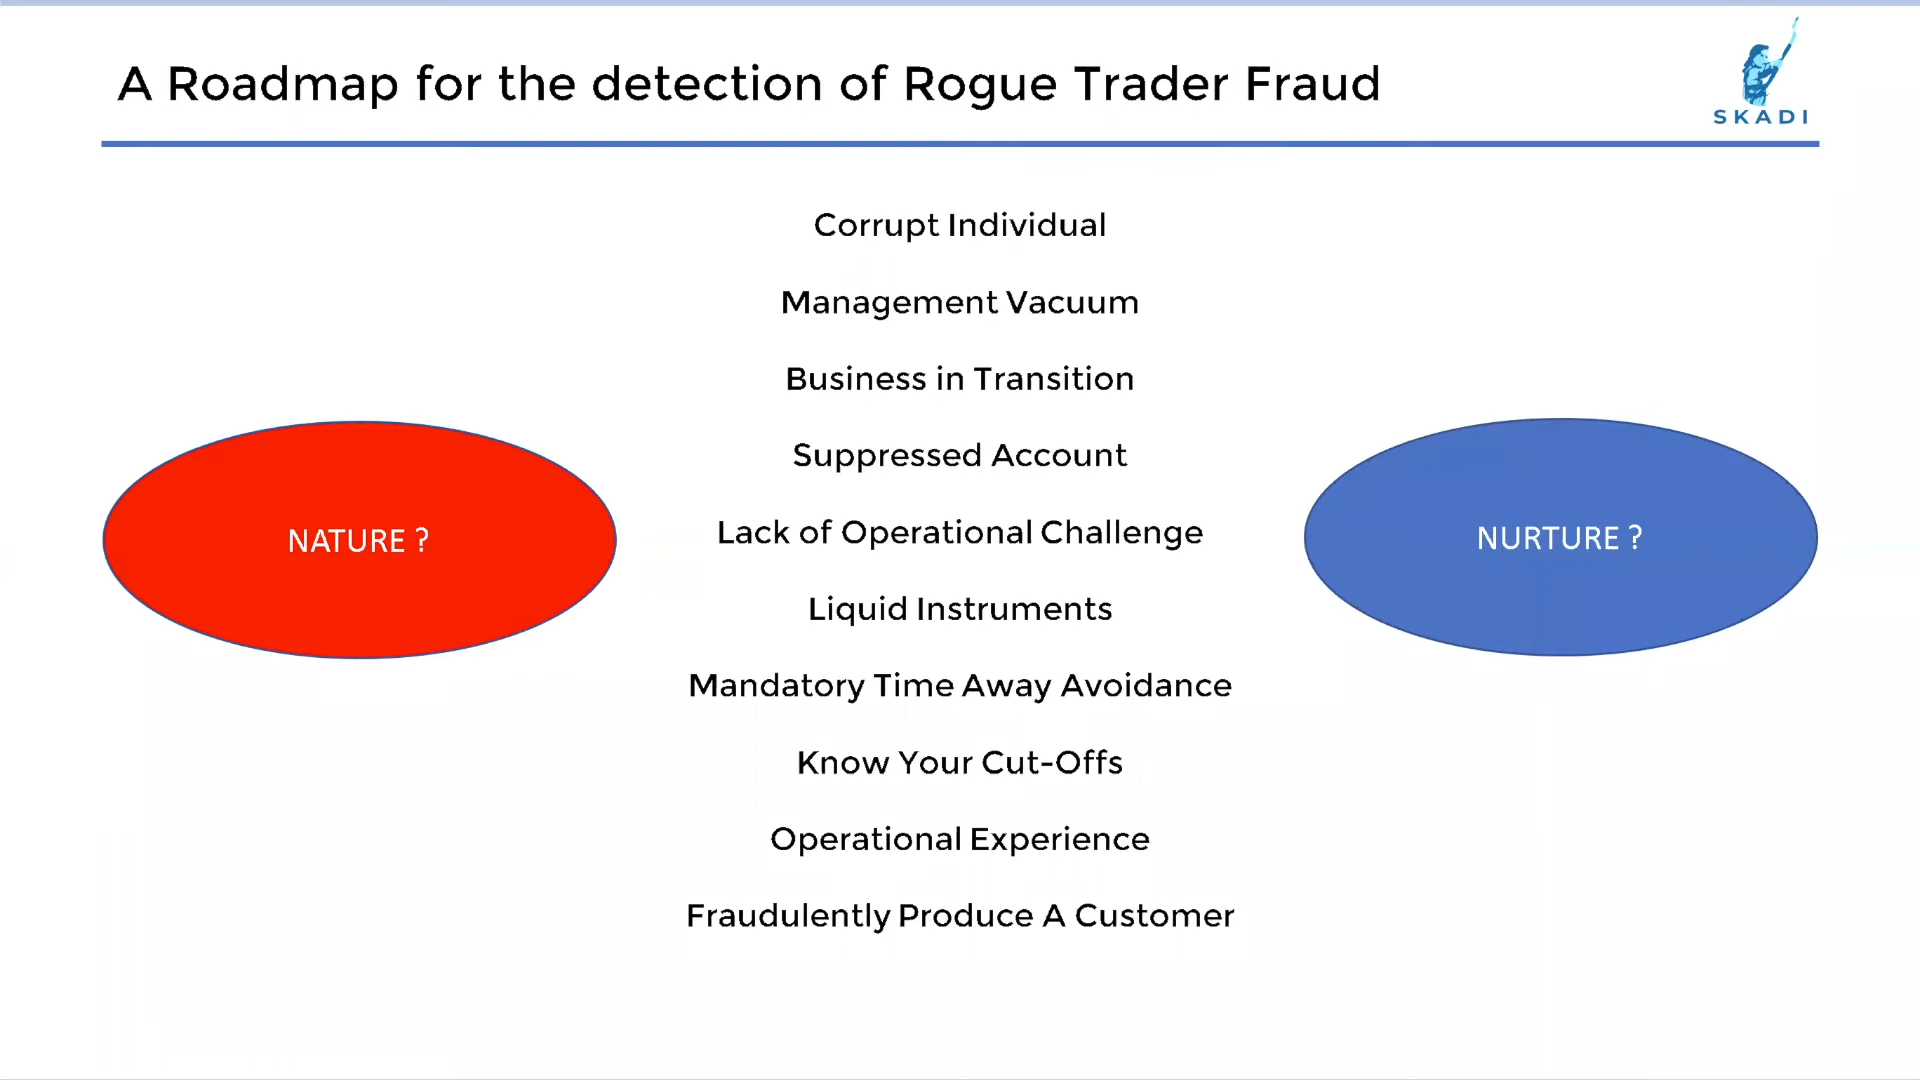 A Roadmap for the detection of Rogue Trader Fraud
SKADI
Corrupt Individual
Management Vacuum
Business in Transition
Suppressed Account
Lack of Operational Challenge
Liquid Instruments
Mandatory Time Away Avoidance
Know Your Cut-Offs
Operational Experience
Fraudulently Produce A Customer
NATURE ?
NURTURE ?